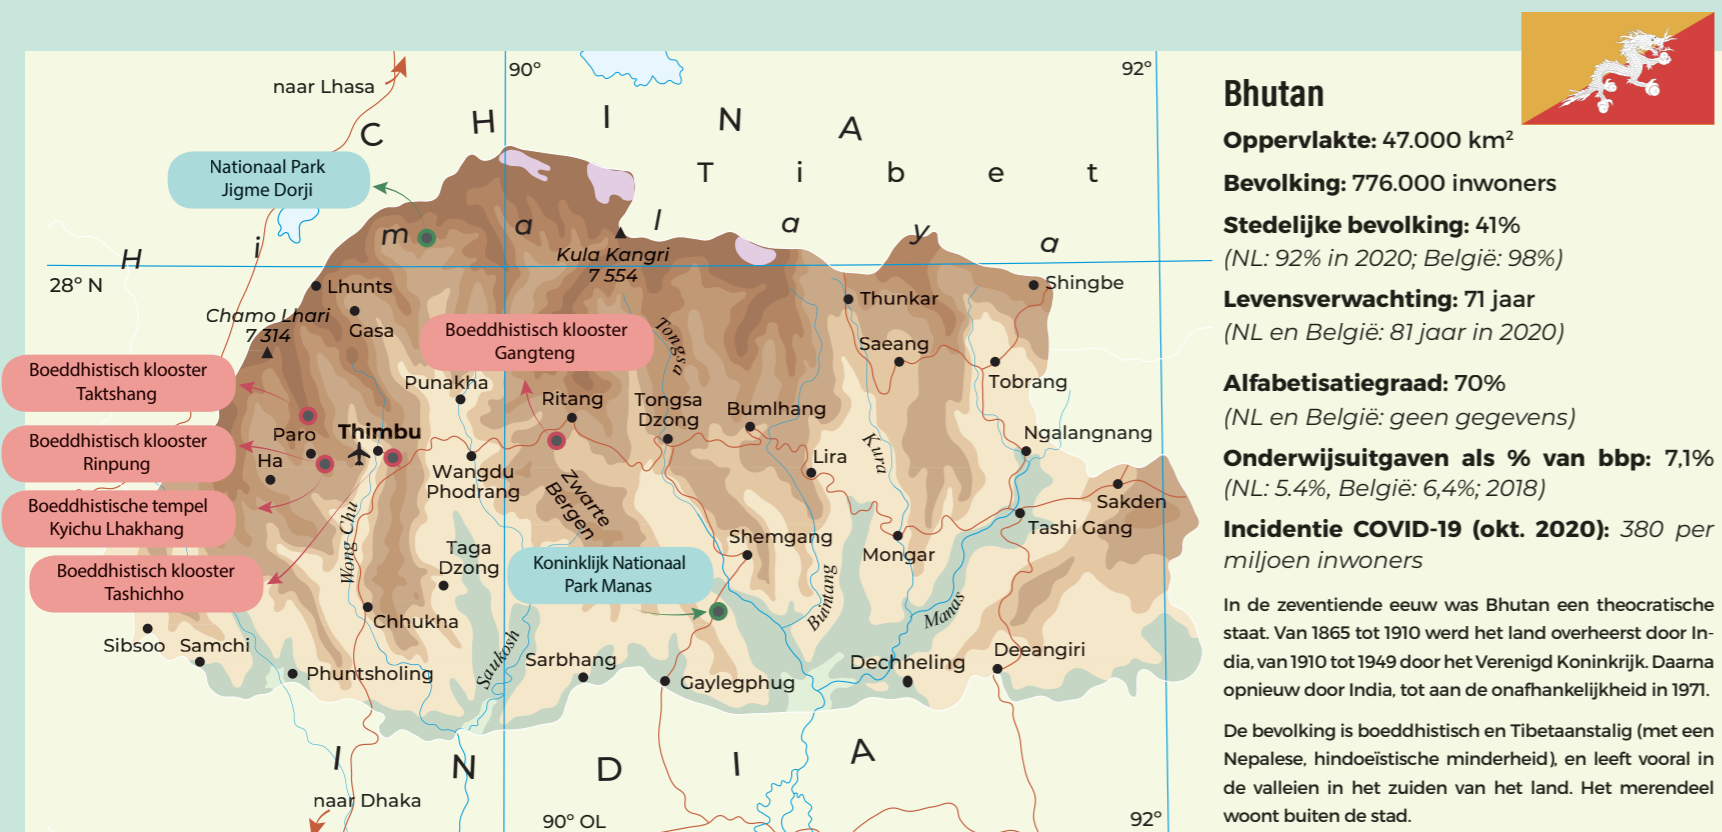 naar Lhasa
90°
92°
C H I N A
T i b e t
Nationaal Park
Jigme Dorji
H i m a l a y a
Kula Kangri
7 554
28° N
Lhunts
Shingbe
Thunkar
Chamo Lhari
7 314
Gasa
Boeddhistisch klooster
Gangteng
Tongsa
Saeang
Boeddhistisch klooster
Taktshang
Punakha
Tobrang
Ritang
Tongsa
Dzong
Bumlhang
Paro
Thimbu
Ngalangnang
Boeddhistisch klooster
Rinpung
Ha
Lira
Kura
Wangdu
Phodrang
Zwarte
Bergen
Sakden
Boeddhistische tempel
Kyichu Lhakhang
Tashi Gang
Wong Chu
Shemgang
Mongar
Taga
Dzong
Boeddhistisch klooster
Tashichho
Koninklijk Nationaal
Park Manas
Buintang
Manas
Chhukha
Sibsoo
Samchi
Saukosh
Sarbhang
Dechheling
Deeangiri
Phuntsholing
Gaylegphug
I N D I A
naar Dhaka
90° OL
92°
Bhutan
Oppervlakte: 47.000 km²
Bevolking: 776.000 inwoners
Stedelijke bevolking: 41%
(NL: 92% in 2020; België: 98%)
Levensverwachting: 71 jaar
(NL en België: 81 jaar in 2020)
Alfabetisatiegraad: 70%
(NL en België: geen gegevens)
Onderwijsuitgaven als % van bbp: 7,1%
(NL: 5.4%, België: 6,4%; 2018)
Incidentie COVID-19 (okt. 2020): 380 per
miljoen inwoners
In de zeventiende eeuw was Bhutan een theocratische
staat. Van 1865 tot 1910 werd het land overheerst door In-
dia, van 1910 tot 1949 door het Verenigd Koninkrijk. Daarna
opnieuw door India, tot aan de onafhankelijkheid in 1971.
De bevolking is boeddhistisch en Tibetaanstalig (met een
Nepalese, hindoeïstische minderheid), en leeft vooral in
de valleien in het zuiden van het land. Het merendeel
woont buiten de stad.